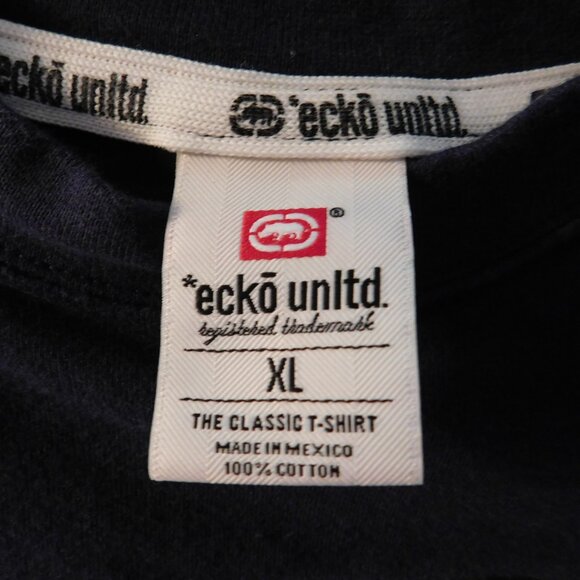 eckō unltd.
*eckō unltd.
®
*eckō unltd.
registered trademark
XL
THE CLASSIC T-SHIRT
MADE IN MEXICO
100% COTTON